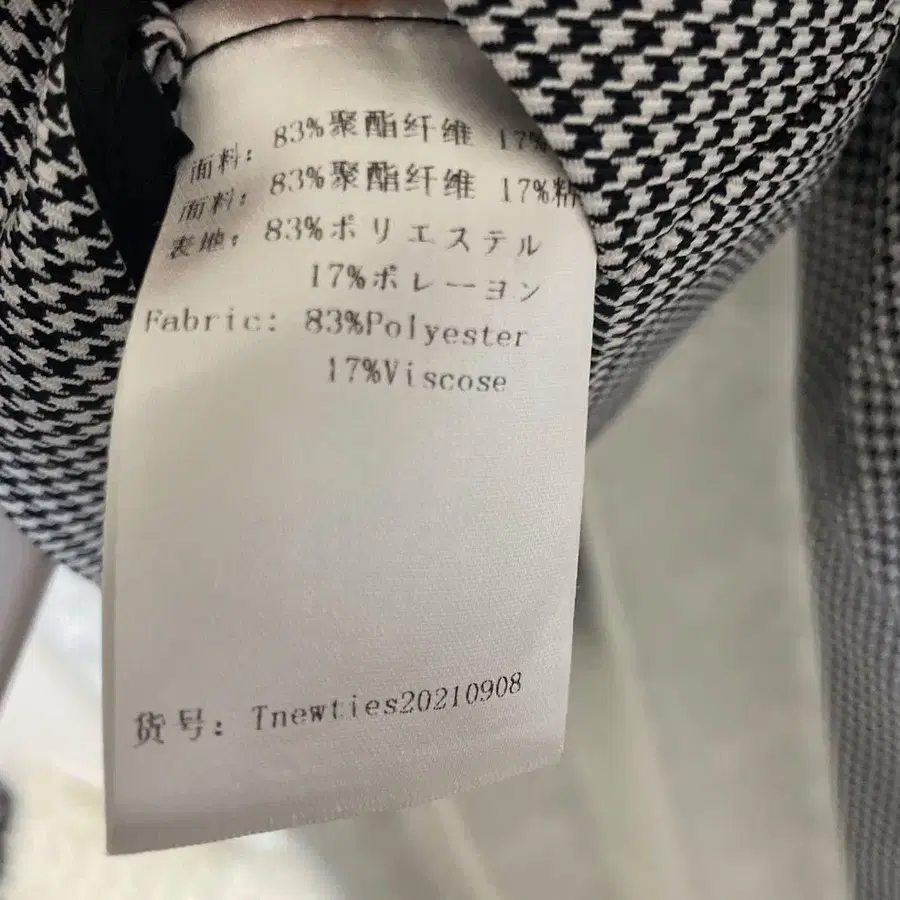 面料: 83%聚酯纤维 17%
面料: 83%聚酯纤维 17%粘
表地: 83%ポリエステル
17%ポレーヨン
Fabric: 83%Polyester
17%Viscose
货号: Tnewties20210908